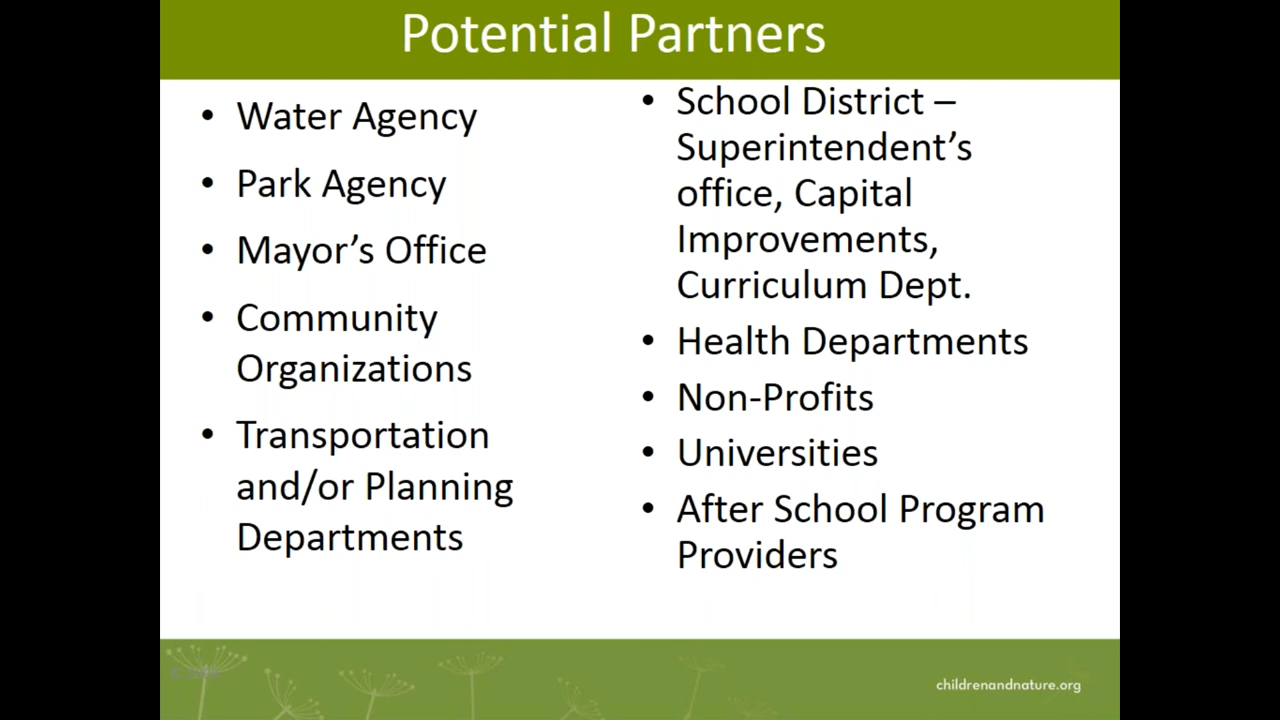 Potential Partners
• Water Agency
• Park Agency
• Mayor’s Office
• Community
Organizations
• Transportation
and/or Planning
Departments
• School District –
Superintendent’s
office, Capital
Improvements,
Curriculum Dept.
• Health Departments
• Non-Profits
• Universities
• After School Program
Providers
childrenandnature.org